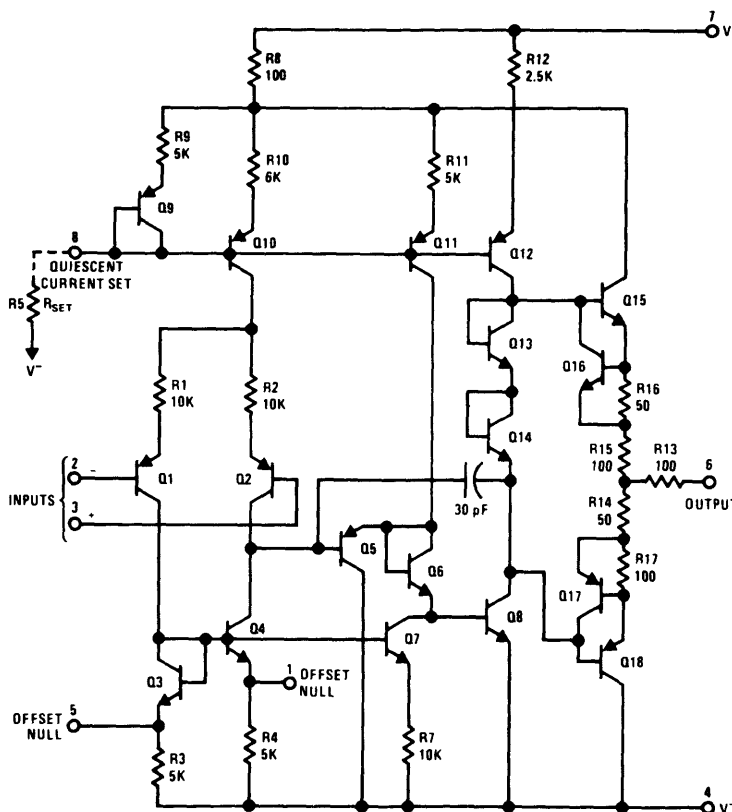 7
V
R8
100
R12
2.5K
R9
5K
R10
6K
R11
5K
Q9
8
QUIESCENT
CURRENT SET
Q10
Q11
Q12
R5
RSET
V-
Q13
Q15
Q16
R16
50
R1
10K
R2
10K
Q14
R15
100
R13
100
6
OUTPUT
2
-
INPUTS
3
+
Q1
Q2
30 pF
R14
50
Q5
Q6
R17
100
Q17
Q4
Q7
Q8
Q18
Q3
1
OFFSET
NULL
5
OFFSET
NULL
R3
5K
R4
5K
R7
10K
4
V-